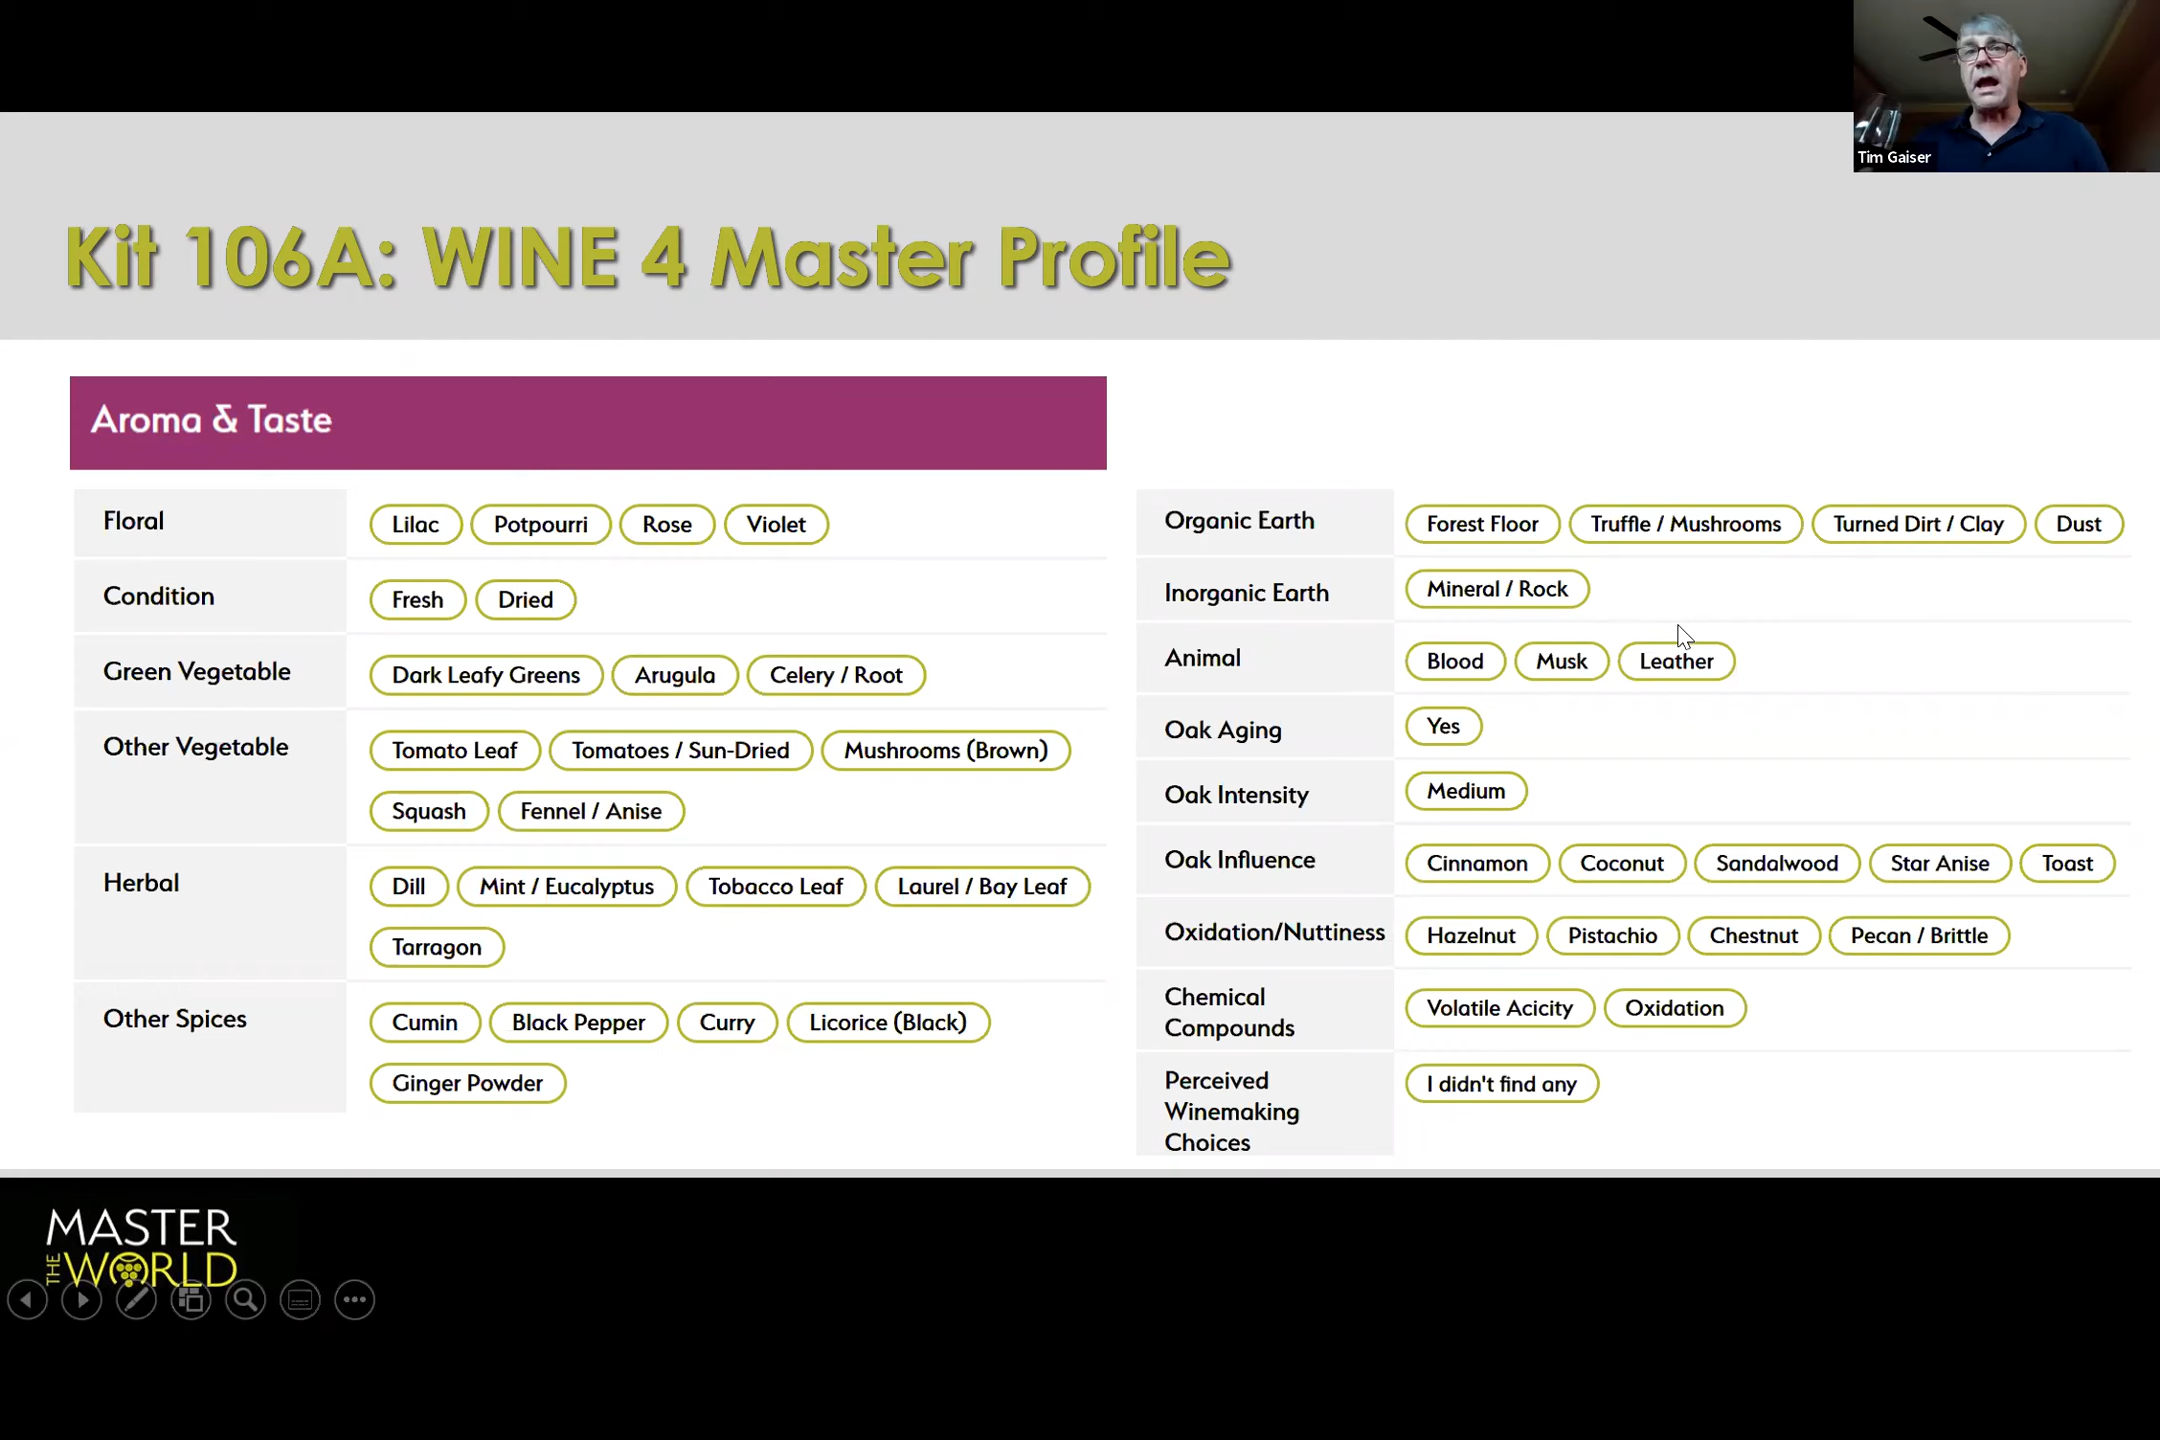 Tim Gaiser
Kit 106A: WINE 4 Master Profile
Aroma & Taste
Floral
Lilac Potpourri Rose Violet
Condition
Fresh Dried
Green Vegetable
Dark Leafy Greens Arugula Celery / Root
Other Vegetable
Tomato Leaf Tomatoes / Sun-Dried Mushrooms (Brown)
Squash Fennel / Anise
Herbal
Dill Mint / Eucalyptus Tobacco Leaf Laurel / Bay Leaf
Tarragon
Other Spices
Cumin Black Pepper Curry Licorice (Black)
Ginger Powder
Organic Earth
Forest Floor Truffle / Mushrooms Turned Dirt / Clay Dust
Inorganic Earth
Mineral / Rock
Animal
Blood Musk Leather
Oak Aging
Yes
Oak Intensity
Medium
Oak Influence
Cinnamon Coconut Sandalwood Star Anise Toast
Oxidation/Nuttiness
Hazelnut Pistachio Chestnut Pecan / Brittle
Chemical
Compounds
Volatile Acicity Oxidation
Perceived
Winemaking
Choices
I didn't find any
MASTER
THE WORLD